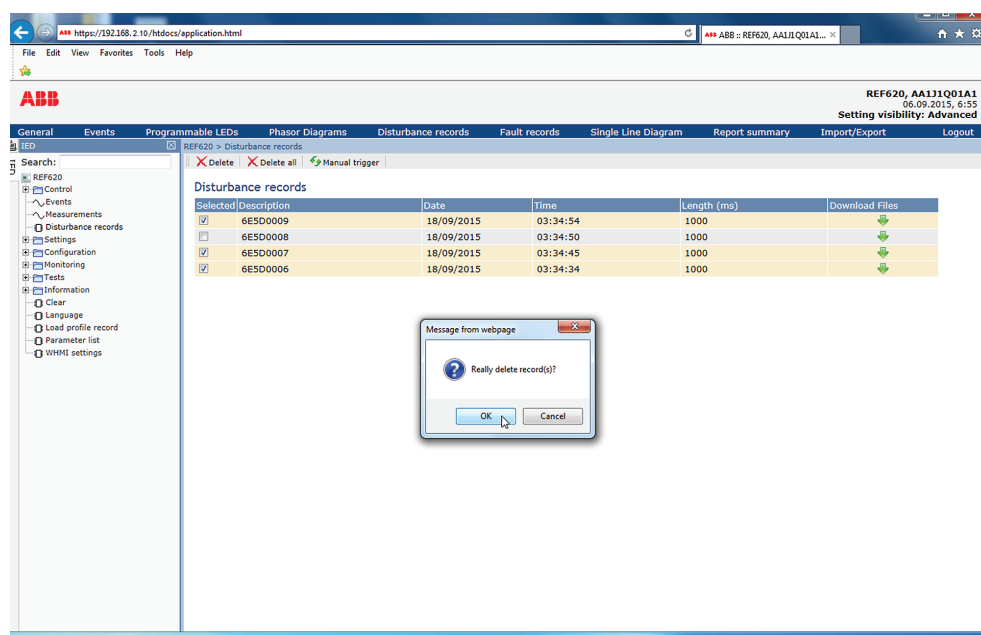 ABB https://192.168.2.10/htdocs/application.html
ABB ABB :: REF620, AA1J1Q01A1...
File Edit View Favorites Tools Help
ABB
REF620, AA1J1Q01A1
06.09.2015, 6:55
Setting visibility: Advanced
General Events Programmable LEDs Phasor Diagrams Disturbance records Fault records Single Line Diagram Report summary Import/Export Logout
IED
REF620 > Disturbance records
Search:
Delete Delete all Manual trigger
REF620
Control
Events
Measurements
Disturbance records
Settings
Configuration
Monitoring
Tests
Information
Clear
Language
Load profile record
Parameter list
WHMI settings
Disturbance records
Selected Description Date Time Length (ms) Download Files
6E5D0009 18/09/2015 03:34:54 1000
6E5D0008 18/09/2015 03:34:50 1000
6E5D0007 18/09/2015 03:34:45 1000
6E5D0006 18/09/2015 03:34:34 1000
Message from webpage
Really delete record(s)?
OK Cancel